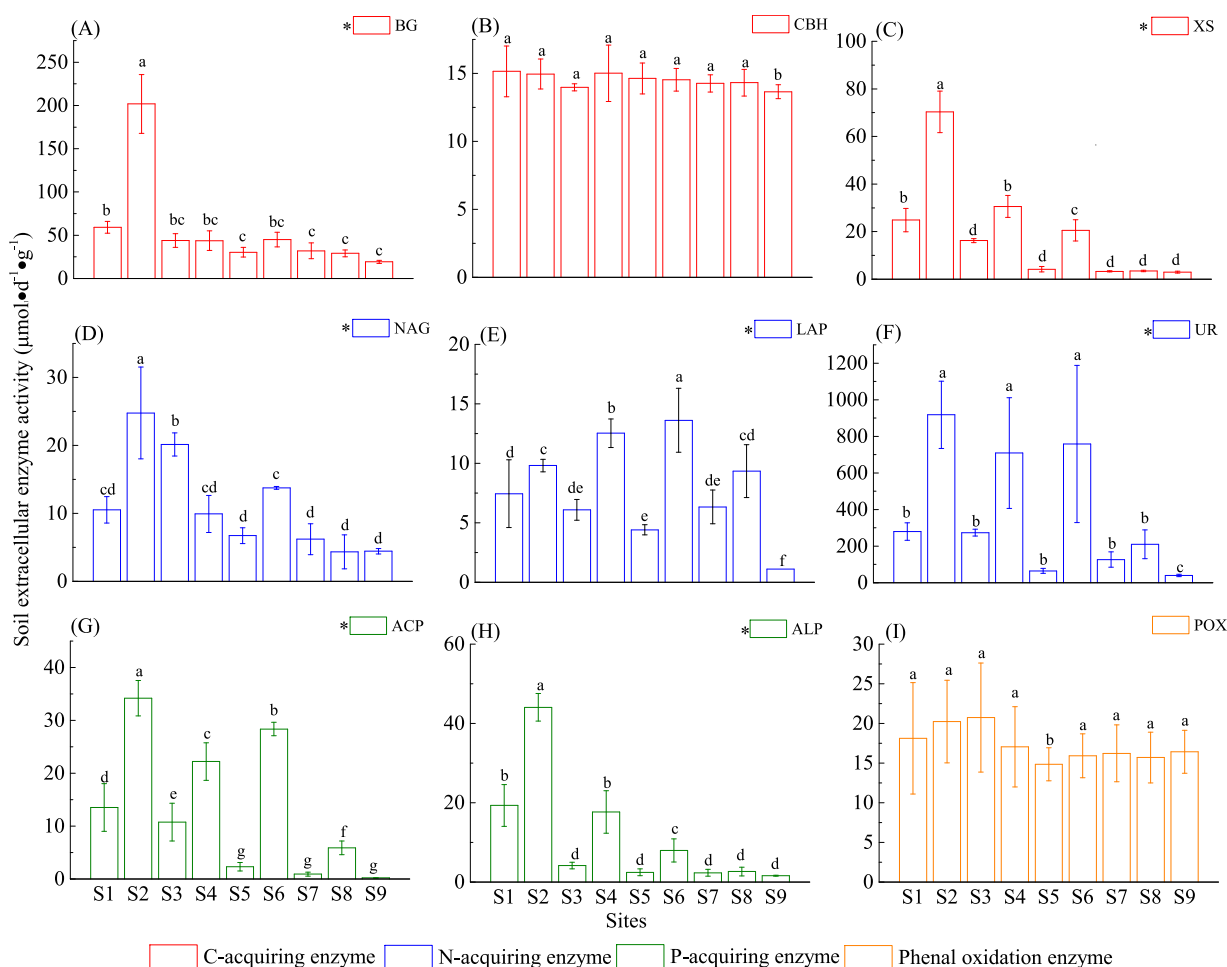 Soil extracellular enzyme activity (μmol•d⁻¹•g⁻¹)
(A)
* BG
250
200
150
100
50
0
b a bc bc c bc c c c
(B)
CBH
15
10
5
0
a a a a a a a a b
(C)
* XS
100
80
60
40
20
0
b a d b d c d d d
(D)
* NAG
30
20
10
0
cd a b cd d c d d d
(E)
* LAP
20
15
10
5
0
d c de b e a de cd f
(F)
* UR
1200
1000
800
600
400
200
0
b a b a b a b b c
(G)
* ACP
40
30
20
10
0
d a e c g b g f g
S1 S2 S3 S4 S5 S6 S7 S8 S9
(H)
* ALP
60
40
20
0
b a d b d c d d d
S1 S2 S3 S4 S5 S6 S7 S8 S9
(I)
POX
30
25
20
15
10
5
0
a a a a b a a a a
S1 S2 S3 S4 S5 S6 S7 S8 S9
Sites
C-acquiring enzyme N-acquiring enzyme P-acquiring enzyme Phenal oxidation enzyme